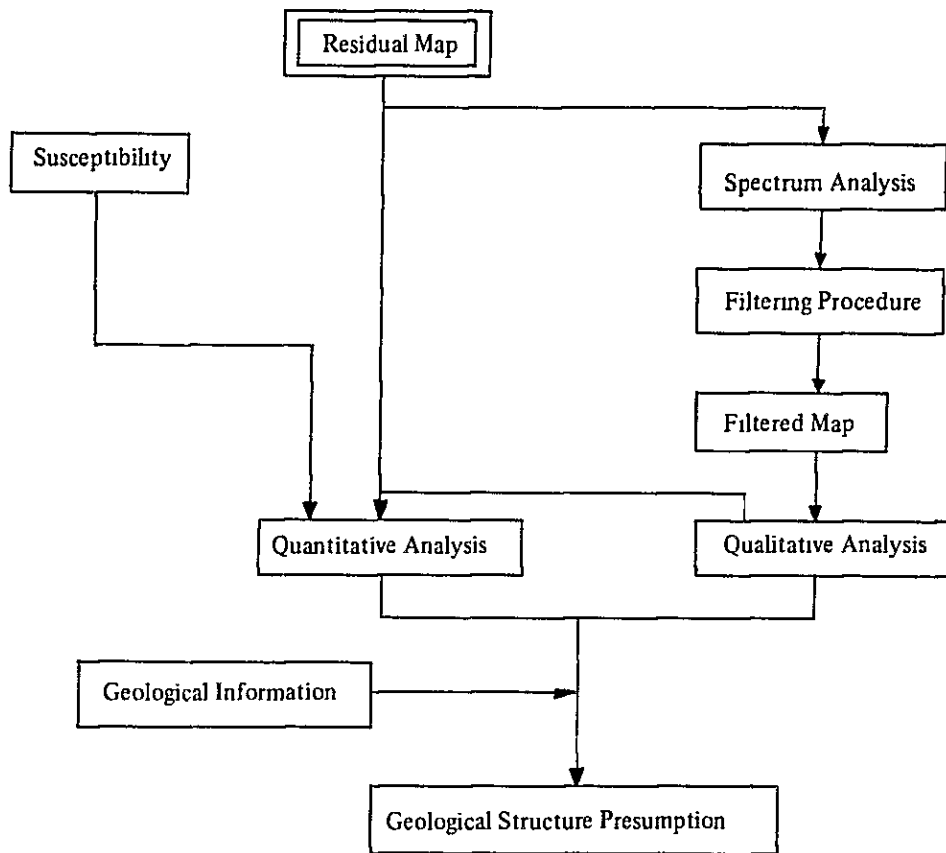 Residual Map
Susceptibility
Spectrum Analysis
Filtering Procedure
Filtered Map
Quantitative Analysis
Qualitative Analysis
Geological Information
Geological Structure Presumption